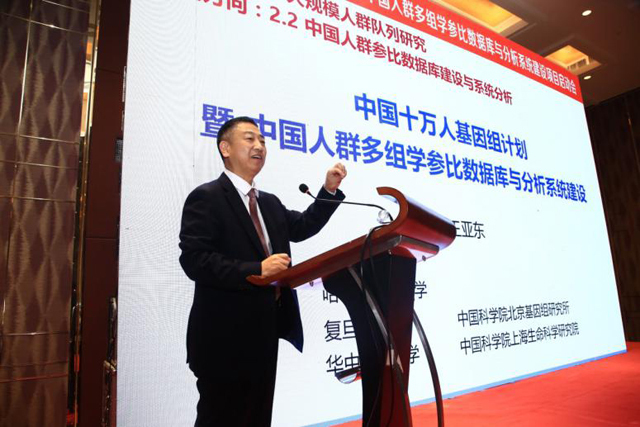 中国人群多组学参比数据库与分析系统建设项目启动会
大规模人群队列研究
方向：2.2 中国人群参比数据库建设与系统分析
中国十万人基因组计划
暨 中国人群多组学参比数据库与分析系统建设
王亚东
学
复旦
中国科学院北京基因组研究所
华中
学
中国科学院上海生命科学研究院